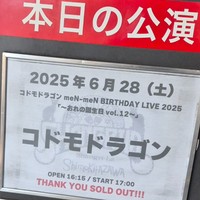 本日の公演
2025年6月28（土）
コドモドラゴン meN-meN BIRTHDAY LIVE 2025
「～おれの誕生日 vol.12～」
コドモドラゴン
OPEN 16:15 / START 17:00
THANK YOU SOLD OUT!!!